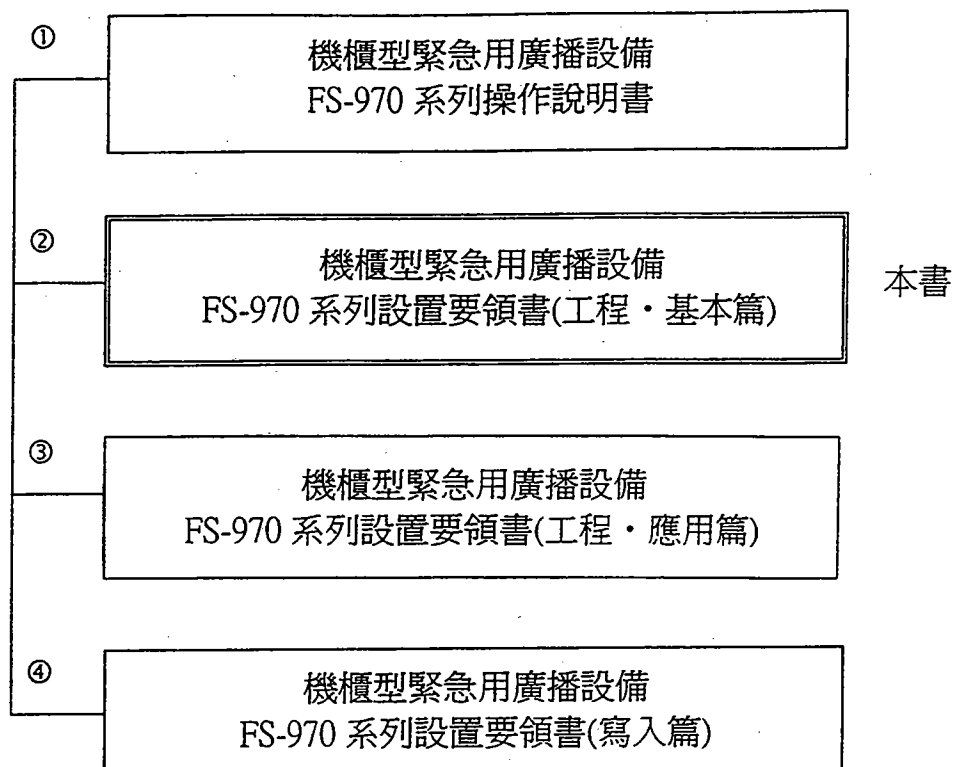 ①
機櫃型緊急用廣播設備
FS-970 系列操作說明書
②
機櫃型緊急用廣播設備
FS-970 系列設置要領書(工程・基本篇)
本書
③
機櫃型緊急用廣播設備
FS-970 系列設置要領書(工程・應用篇)
④
機櫃型緊急用廣播設備
FS-970 系列設置要領書(寫入篇)